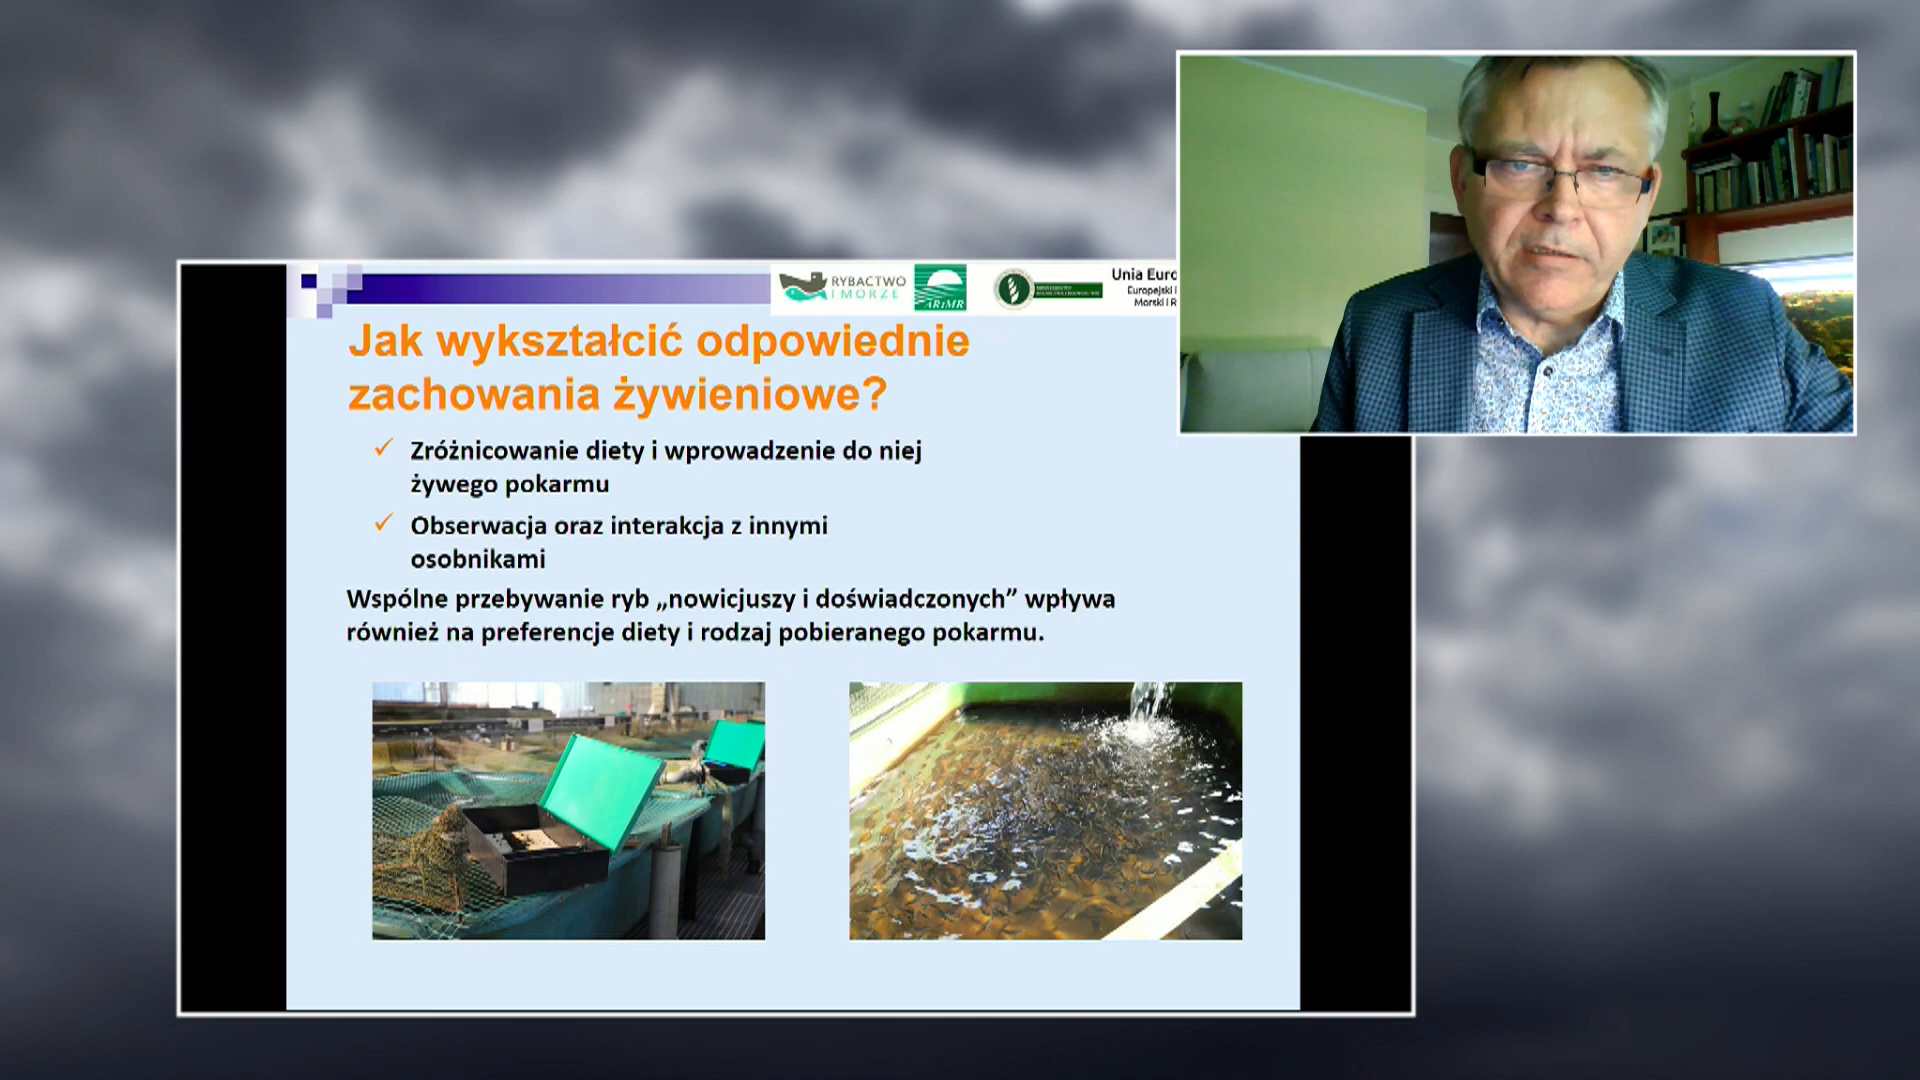 RYBACTWO
I MORZE
ARiMR
Unia Euro
Europejski
Morski i R
Jak wykształcić odpowiednie
zachowania żywieniowe?
Zróżnicowanie diety i wprowadzenie do niej
żywego pokarmu
Obserwacja oraz interakcja z innymi
osobnikami
Wspólne przebywanie ryb „nowicjuszy i doświadczonych” wpływa
również na preferencje diety i rodzaj pobieranego pokarmu.